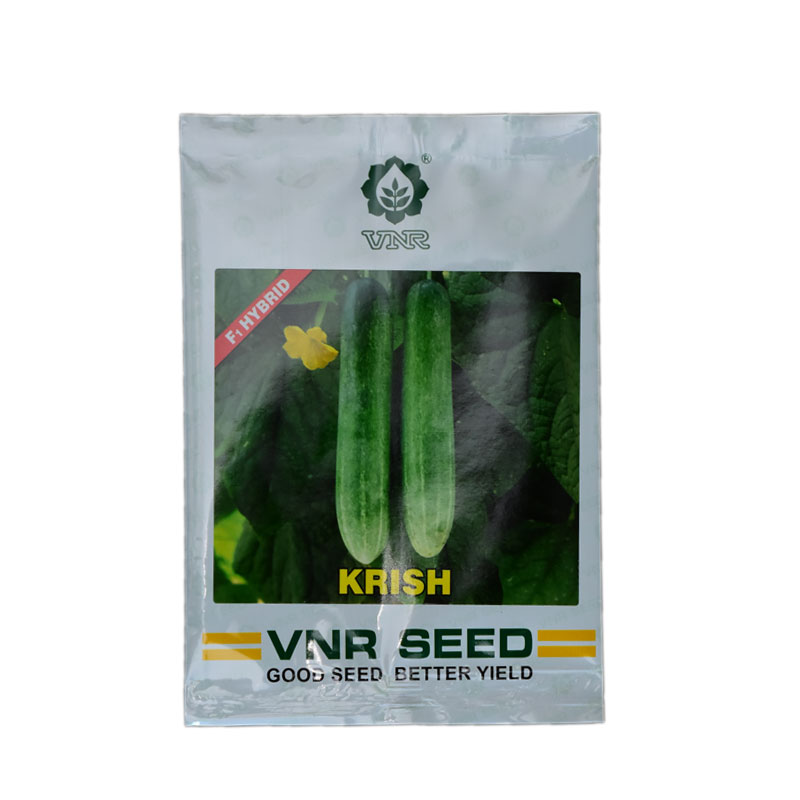 ®
VNR
F1 HYBRID
KRISH
VNR SEED
GOOD SEED BETTER YIELD